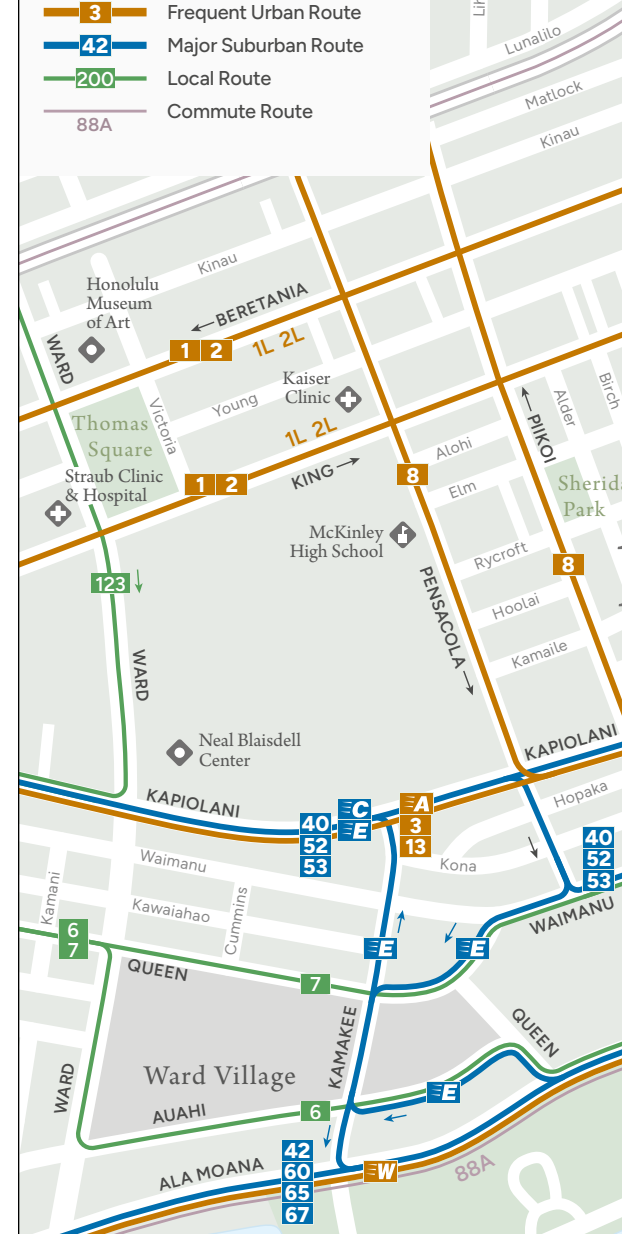 3 Frequent Urban Route
42 Major Suburban Route
200 Local Route
88A Commute Route
Lunalilo
Matlock
Kinau
Kinau
Honolulu
Museum
of Art
←BERETANIA
WARD
1 2
1L 2L
Kaiser
Clinic
Young
Victoria
Thomas
Square
1L 2L
Alohi
PIIKOI
Alder
Birch
Straub Clinic
& Hospital
1 2
KING→
8
Elm
Park
McKinley
High School
Rycroft
8
123
PENSACOLA
Hoolai
Kamaile
WARD
Neal Blaisdell
Center
KAPIOLANI
KAPIOLANI
Hopaka
C
E
A
3
13
40
52
53
40
52
53
Waimanu
Kona
Kamani
Kawaiahao
Cummins
WAIMANU
6
7
E
E
QUEEN
7
QUEEN
KAMAKEE
Ward Village
WARD
E
AUAHI
6
ALA MOANA
42
60
65
67
W
88A